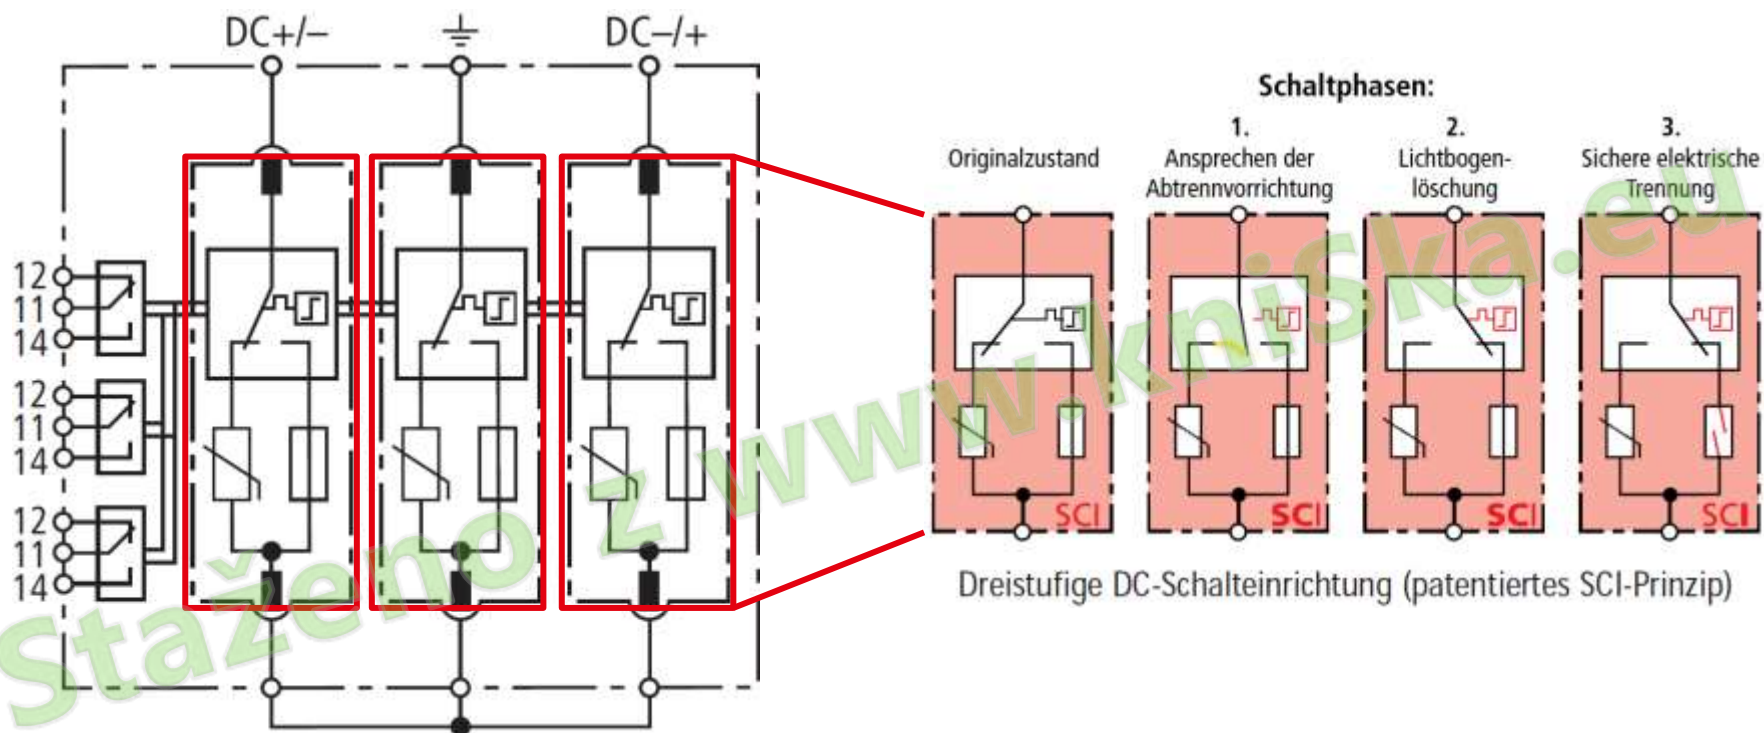 DC+/–
DC–/+
12
11
14
12
11
14
12
11
14
Schaltphasen:
Originalzustand
1.
Ansprechen der
Abtrennvorrichtung
2.
Lichtbogen-
löschung
3.
Sichere elektrische
Trennung
SCI
SCI
SCI
SCI
Dreistufige DC-Schalteinrichtung (patentiertes SCI-Prinzip)
Staženo z www.kniSka.eu